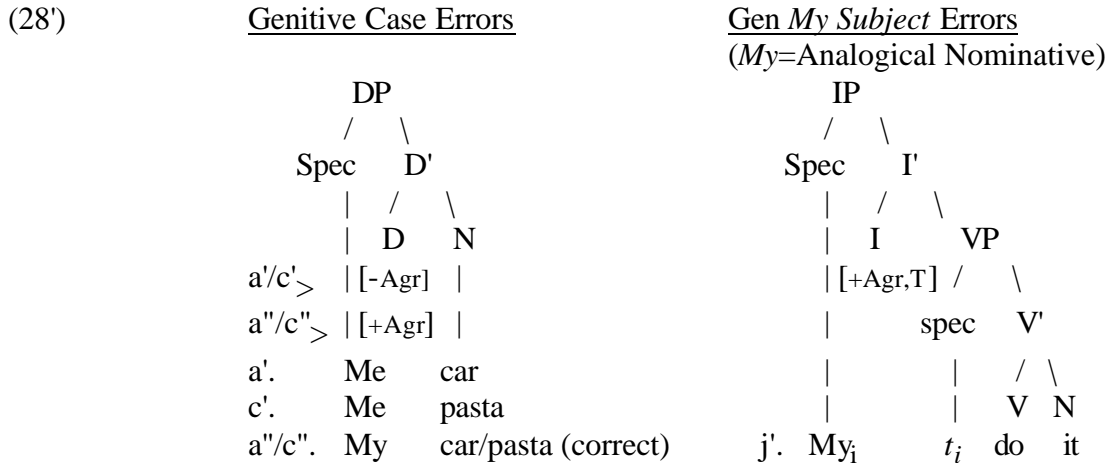 (28') Genitive Case Errors Gen My Subject Errors
(My=Analogical Nominative)
DP IP
/ \ / \
Spec D' Spec I'
| / \ | / \
| D N | I VP
a'/c'> | [-Agr] | | [+Agr,T] / \
a"/c"> | [+Agr] | | spec V'
a'. Me car | | / \
c'. Me pasta | | V N
a"/c". My car/pasta (correct) j'. Myi ti do it